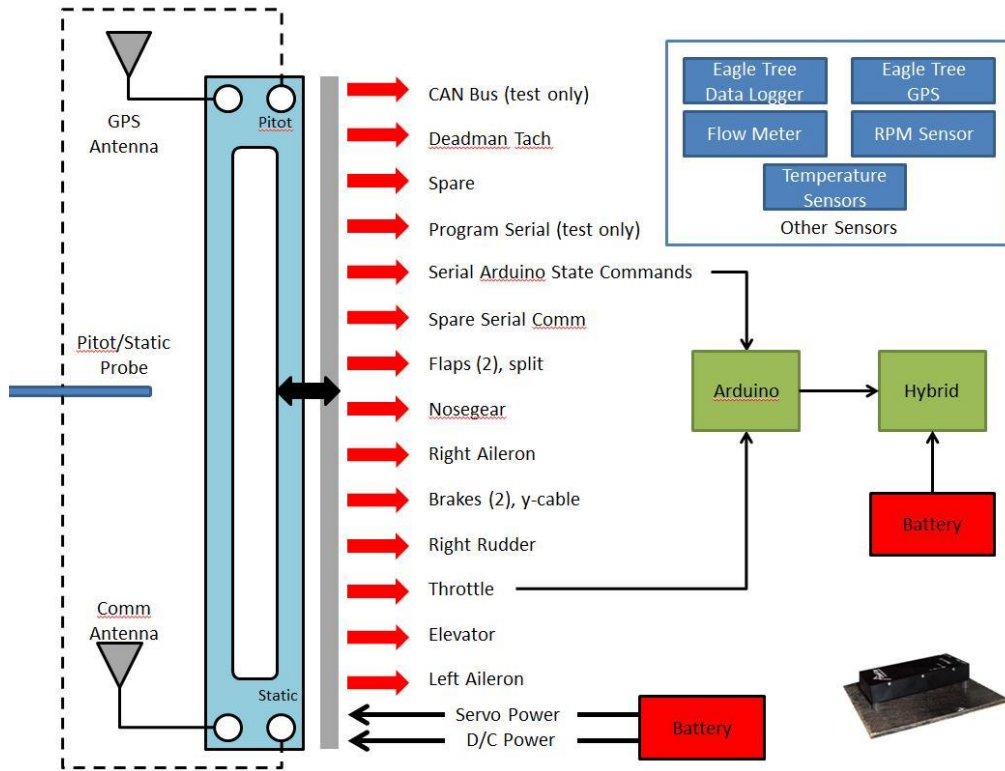 GPS
Antenna
Pitot
Pitot/Static
Probe
Comm
Antenna
Static
CAN Bus (test only)
Deadman Tach
Spare
Program Serial (test only)
Serial Arduino State Commands
Spare Serial Comm
Flaps (2), split
Nosegear
Right Aileron
Brakes (2), y-cable
Right Rudder
Throttle
Elevator
Left Aileron
Servo Power
D/C Power
Battery
Eagle Tree
Data Logger
Eagle Tree
GPS
Flow Meter
RPM Sensor
Temperature
Sensors
Other Sensors
Arduino
Hybrid
Battery